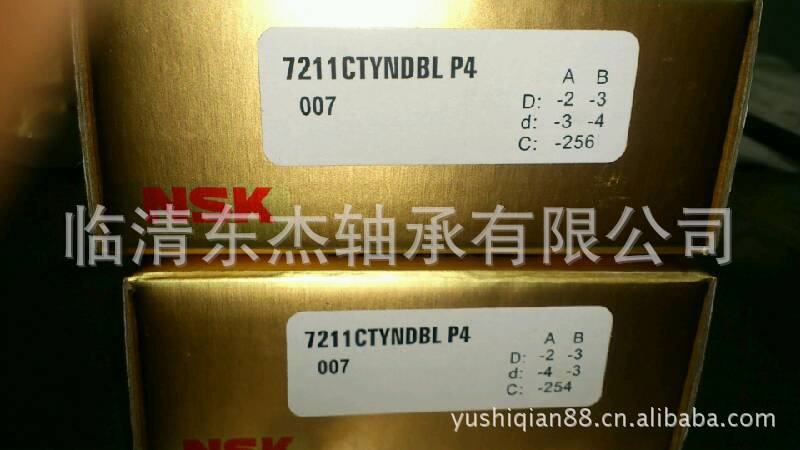 7211CTYNDBL P4
007
A B
D: -2 -3
d: -3 -4
C: -256
NSK
临清东杰轴承有限公司
7211CTYNDBL P4
007
A B
D: -2 -3
d: -4 -3
C: -254
yushiqian88.cn.alibaba.com
NSK